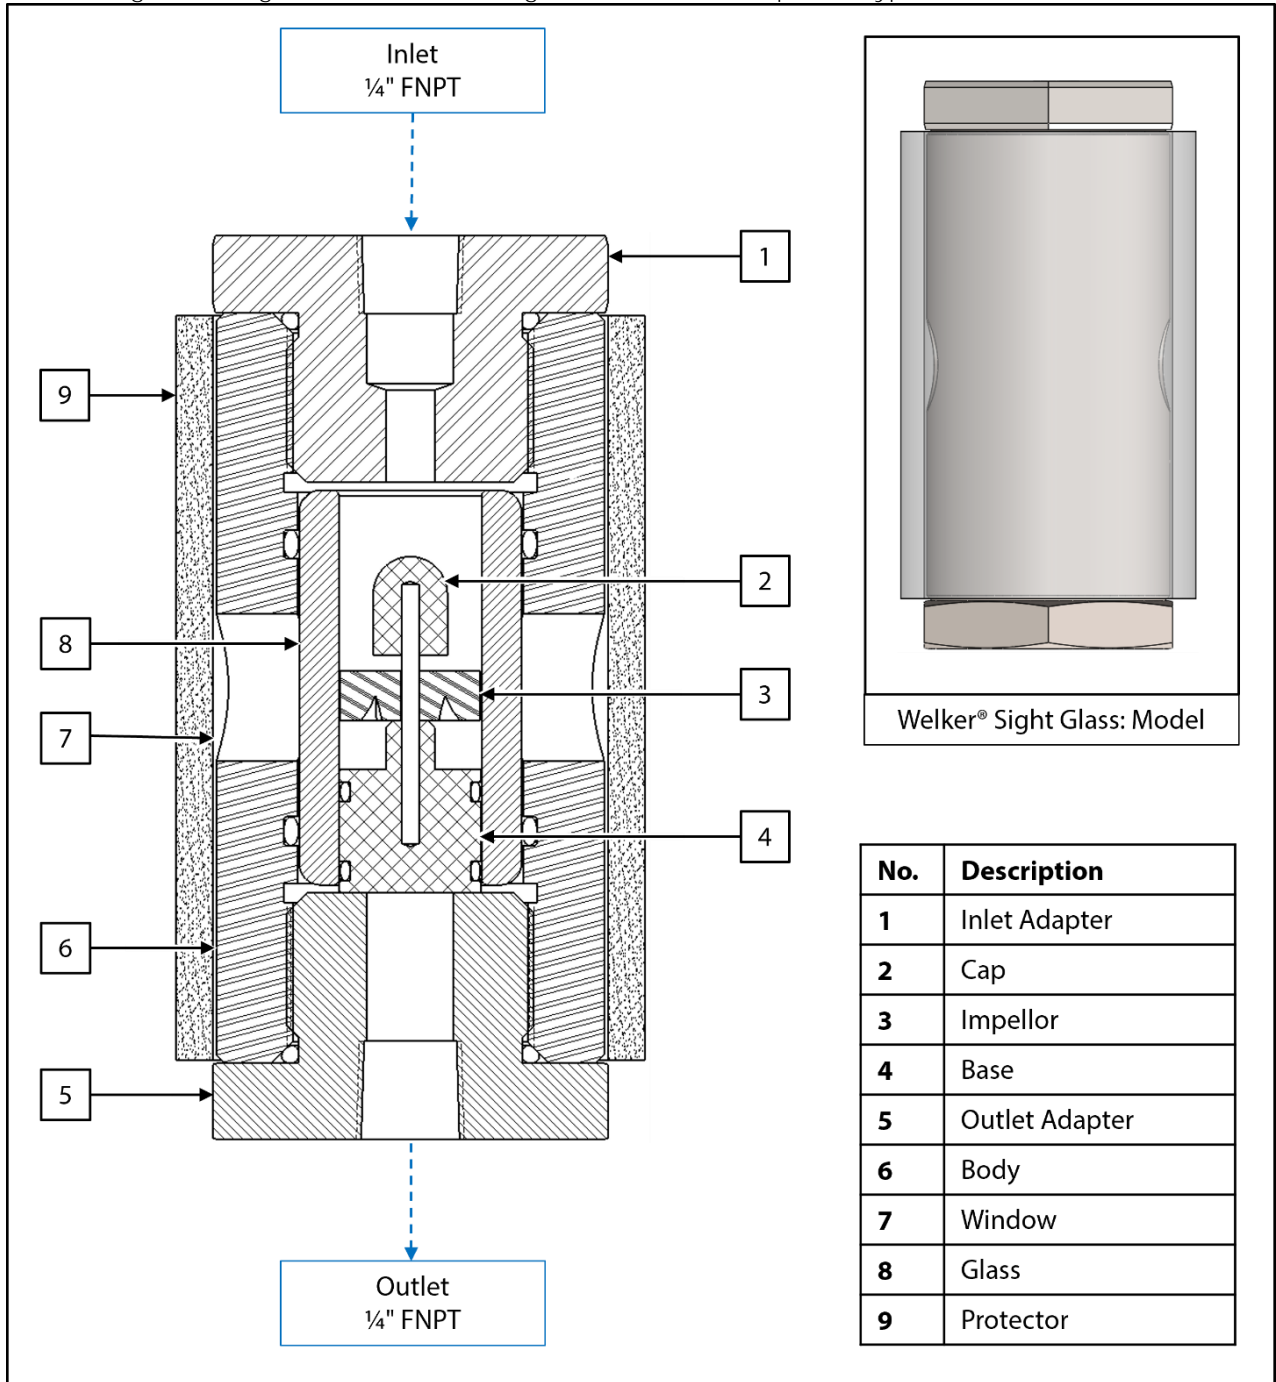 Inlet
¼" FNPT
1
9
2
8
3
7
4
6
5
Outlet
¼" FNPT
Welker® Sight Glass: Model
No. Description
1 Inlet Adapter
2 Cap
3 Impellor
4 Base
5 Outlet Adapter
6 Body
7 Window
8 Glass
9 Protector